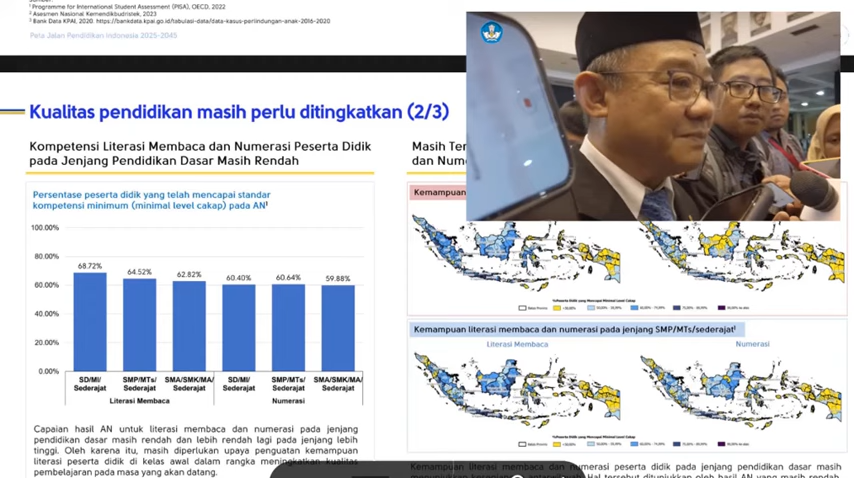 ¹ Programme for International Student Assessment (PISA), OECD, 2022
² Asesmen Nasional Kemendikbudristek, 2023
³ Bank Data KPAI, 2020. https://bankdata.kpai.go.id/tabulasi-data/data-kasus-perlindungan-anak-2016-2020
Peta Jalan Pendidikan Indonesia 2025-2045
Kualitas pendidikan masih perlu ditingkatkan (2/3)
Kompetensi Literasi Membaca dan Numerasi Peserta Didik
pada Jenjang Pendidikan Dasar Masih Rendah
Persentase peserta didik yang telah mencapai standar
kompetensi minimum (minimal level cakap) pada AN¹
100.00%
80.00%
60.00%
40.00%
20.00%
0.00%
68.72%
64.52%
62.82%
60.40%
60.64%
59.88%
SD/MI/
Sederajat
SMP/MTs/
Sederajat
SMA/SMK/MA/
Sederajat
SD/MI/
Sederajat
SMP/MTs/
Sederajat
SMA/SMK/MA/
Sederajat
Literasi Membaca
Numerasi
Capaian hasil AN untuk literasi membaca dan numerasi pada jenjang
pendidikan dasar masih rendah dan lebih rendah lagi pada jenjang lebih
tinggi. Oleh karena itu, masih diperlukan upaya penguatan kemampuan
literasi peserta didik di kelas awal dalam rangka meningkatkan kualitas
pembelajaran pada masa yang akan datang.
Masih Ter
dan Nume
Kemampuan
Kemampuan literasi membaca dan numerasi pada jenjang SMP/MTs/sederajat¹
Literasi Membaca
Numerasi
Kemampuan literasi membaca dan numerasi peserta didik pada jenjang pendidikan dasar masih